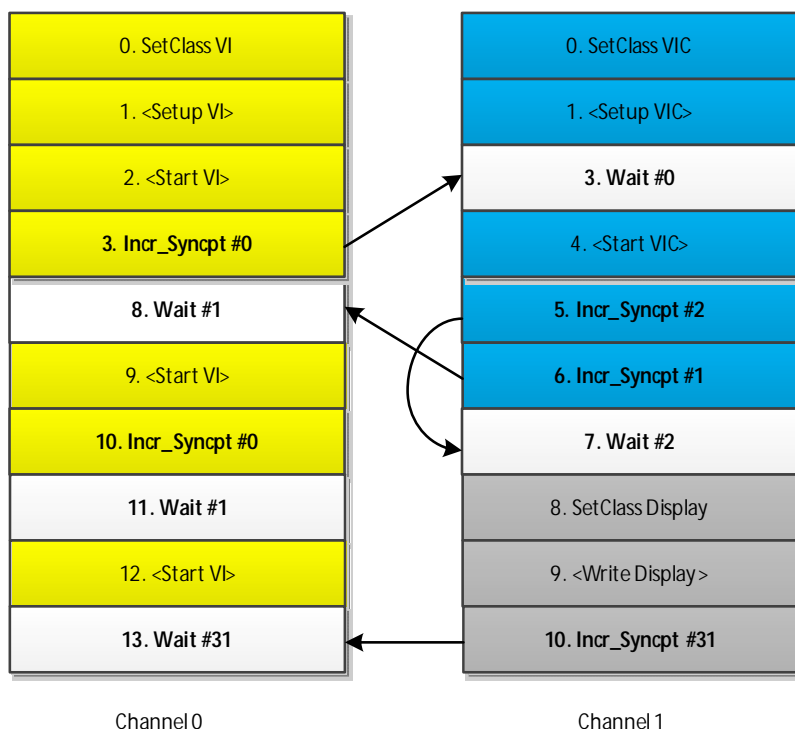 0. SetClass VI
1. <Setup VI>
2. <Start VI>
3. Incr_Syncpt #0
8. Wait #1
9. <Start VI>
10. Incr_Syncpt #0
11. Wait #1
12. <Start VI>
13. Wait #31
Channel 0
0. SetClass VIC
1. <Setup VIC>
3. Wait #0
4. <Start VIC>
5. Incr_Syncpt #2
6. Incr_Syncpt #1
7. Wait #2
8. SetClass Display
9. <Write Display>
10. Incr_Syncpt #31
Channel 1